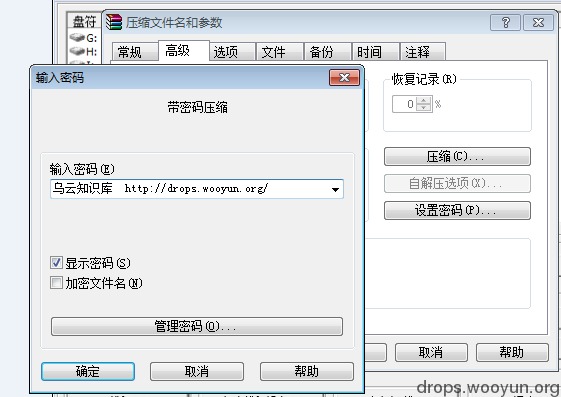 盘符
G:
H:
压缩文件名和参数
常规 高级 选项 文件 备份 时间 注释
输入密码
带密码压缩
输入密码(E)
乌云知识库 http://drops.wooyun.org/
显示密码(S)
加密文件名(N)
管理密码(O)...
确定 取消 帮助
恢复记录(R)
0 %
压缩(C)...
自解压选项(X)...
设置密码(P)...
取消 帮助
drops.wooyun.org